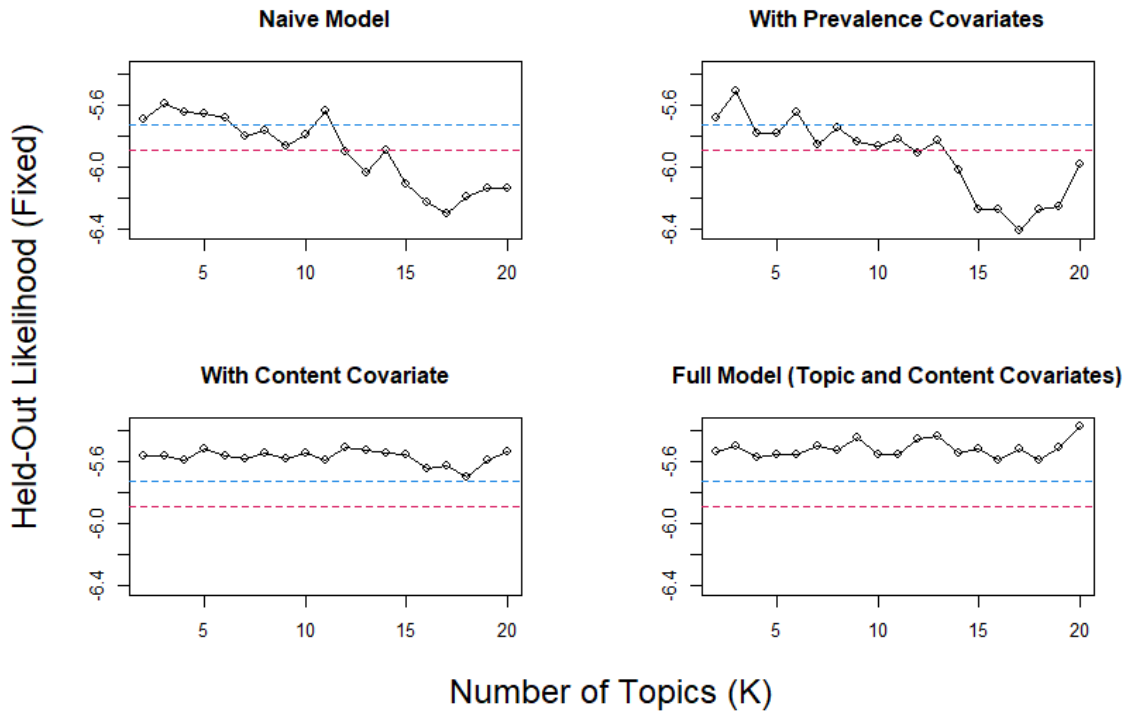 Naive Model
With Prevalence Covariates
-5.6
-6.0
-6.4
5 10 15 20
-5.6
-6.0
-6.4
5 10 15 20
Held-Out Likelihood (Fixed)
With Content Covariate
Full Model (Topic and Content Covariates)
-5.6
-6.0
-6.4
5 10 15 20
-5.6
-6.0
-6.4
5 10 15 20
Number of Topics (K)